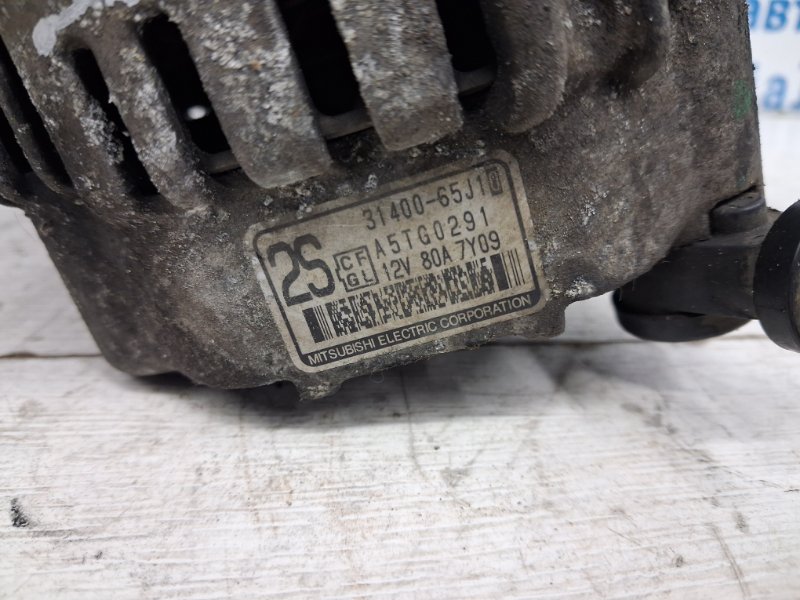 31400-65J10
2S CF GL A5TG0291
12V 80A 7Y09
MITSUBISHI ELECTRIC CORPORATION